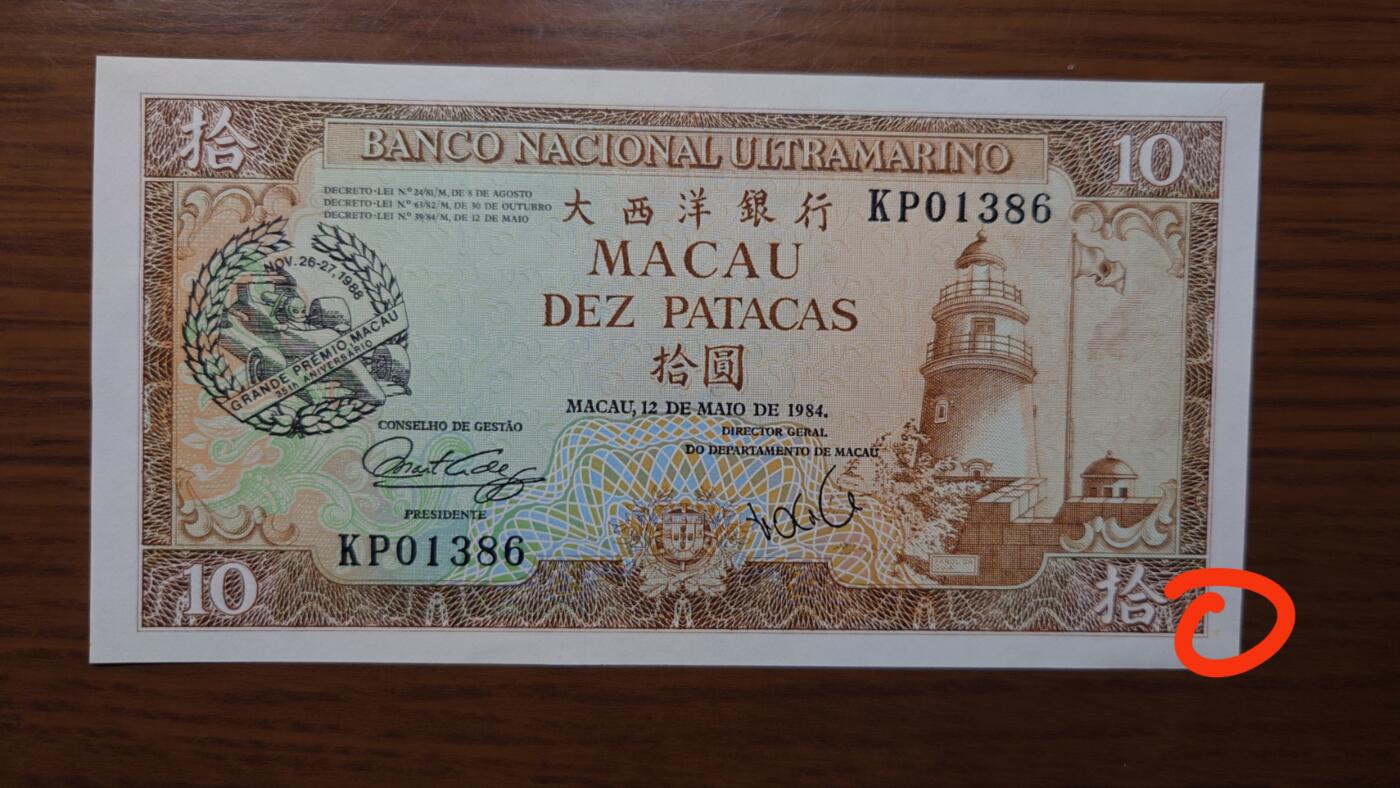 拾
BANCO NACIONAL ULTRAMARINO
10
DECRETO-LEI N.º 24/81/M, DE 8 DE AGOSTO
DECRETO-LEI N.º 63/82/M, DE 30 DE OUTUBRO
DECRETO-LEI N.º 39/84/M, DE 12 DE MAIO
大西洋銀行
KP01386
MACAU
DEZ PATACAS
拾圓
NOV. 26-27, 1988
GRANDE PRÉMIO MACAU
35th ANIVERSÁRIO
MACAU, 12 DE MAIO DE 1984.
CONSELHO DE GESTÃO
DIRECTOR GERAL
DO DEPARTAMENTO DE MACAU
PRESIDENTE
KP01386
FAROL DA
GUIA
10
拾